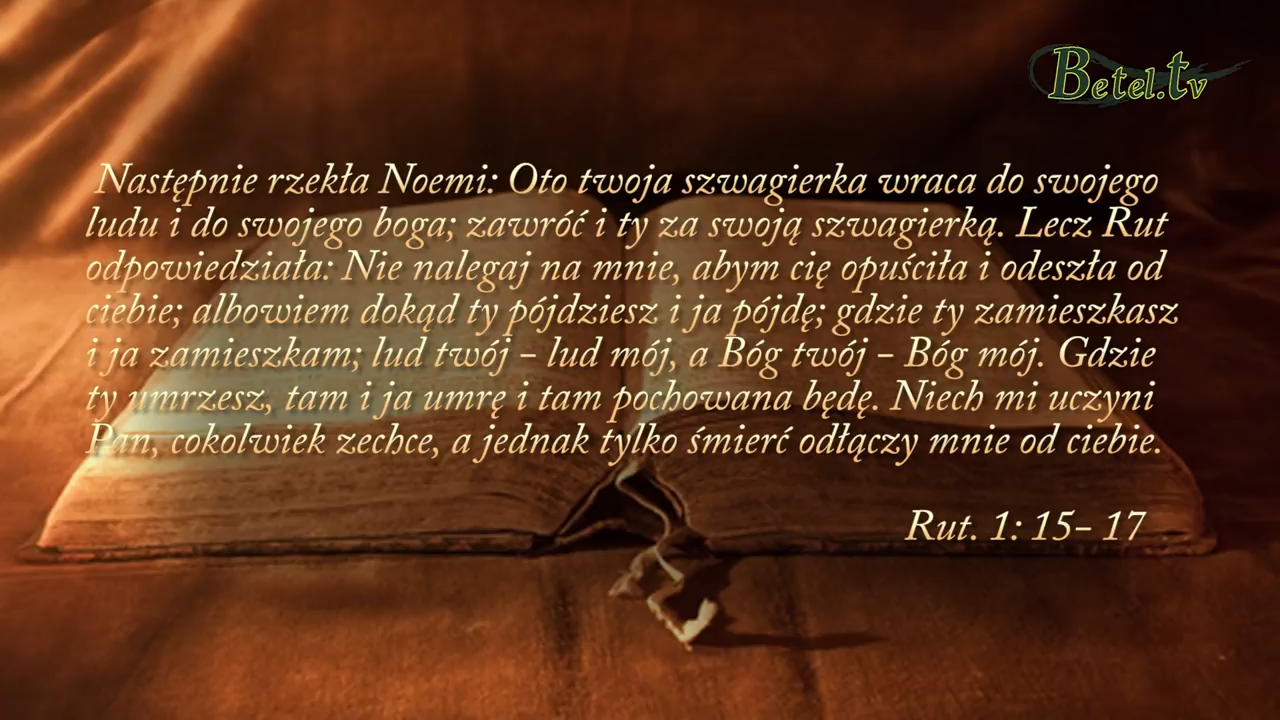 Betel.tv
Następnie rzekła Noemi: Oto twoja szwagierka wraca do swojego
ludu i do swojego boga; zawróć i ty za swoją szwagierką. Lecz Rut
odpowiedziała: Nie nalegaj na mnie, abym cię opuściła i odeszła od
ciebie; albowiem dokąd ty pójdziesz i ja pójdę; gdzie ty zamieszkasz
i ja zamieszkam; lud twój – lud mój, a Bóg twój – Bóg mój. Gdzie
ty umrzesz, tam i ja umrę i tam pochowana będę. Niech mi uczyni
Pan, cokolwiek zechce, a jednak tylko śmierć odłączy mnie od ciebie.
Rut. 1: 15– 17